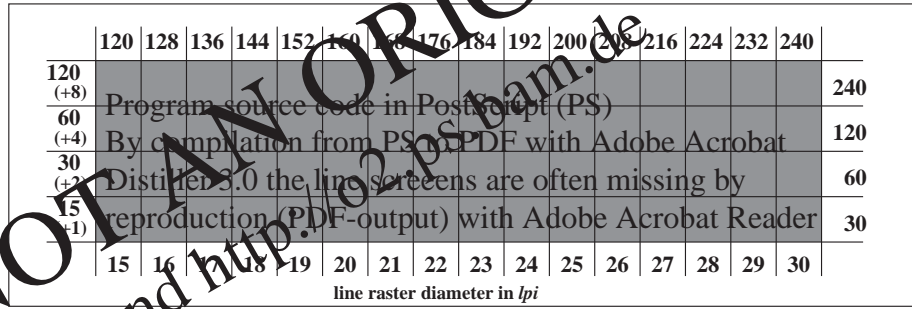 120 128 136 144 152 160 168 176 184 192 200 208 216 224 232 240
120
(+8)
240
Program source code in PostScript (PS)
60
(+4)
120
By compilation from PS to PDF with Adobe Acrobat
30
(+2)
60
Distiller 3.0 the line screeens are often missing by
15
(+1)
30
reproduction (PDF-output) with Adobe Acrobat Reader
15 16 17 18 19 20 21 22 23 24 25 26 27 28 29 30
line raster diameter in lpi
NOT AN ORIG
and http://o2.ps.bam.de